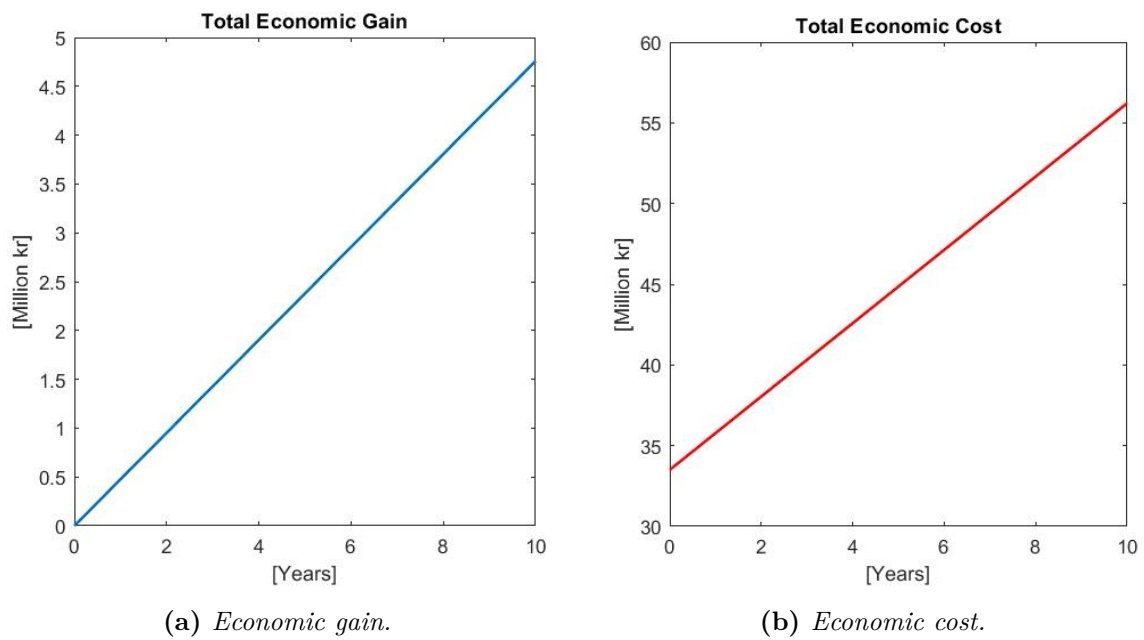 Total Economic Gain
[Million kr]
5
4.5
4
3.5
3
2.5
2
1.5
1
0.5
0
0 2 4 6 8 10
[Years]
(a) Economic gain.
Total Economic Cost
[Million kr]
60
55
50
45
40
35
30
0 2 4 6 8 10
[Years]
(b) Economic cost.